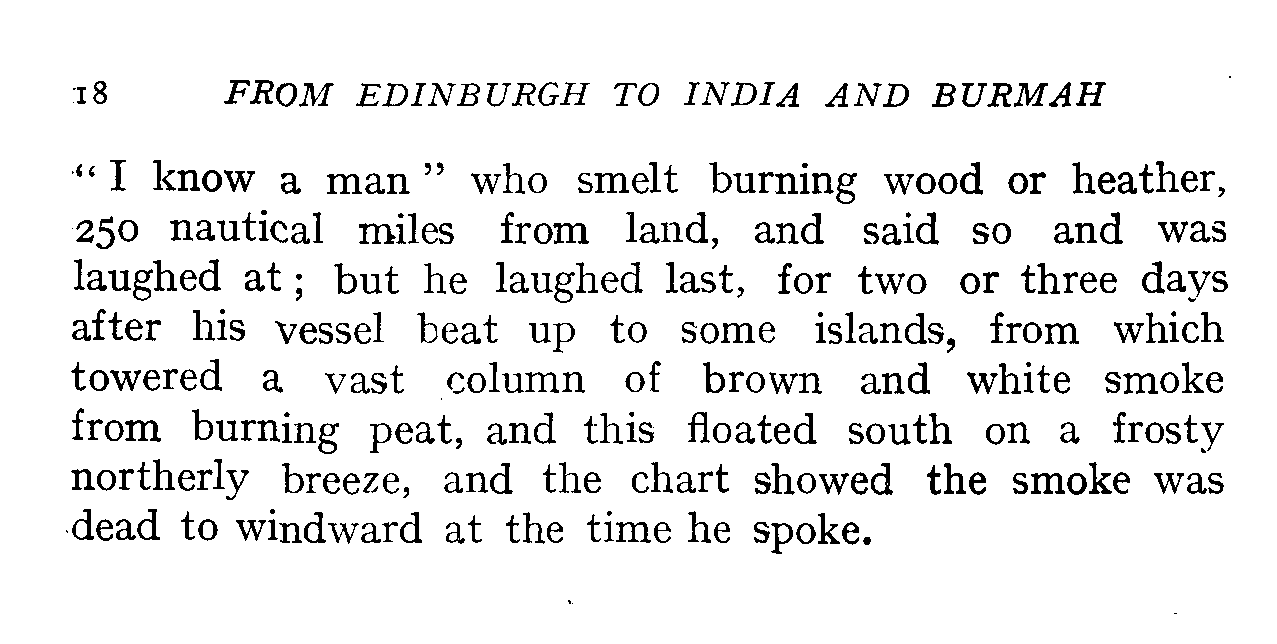 18 FROM EDINBURGH TO INDIA AND BURMAH
“ I know a man ” who smelt burning wood or heather,
250 nautical miles from land, and said so and was
laughed at ; but he laughed last, for two or three days
after his vessel beat up to some islands, from which
towered a vast column of brown and white smoke
from burning peat, and this floated south on a frosty
northerly breeze, and the chart showed the smoke was
dead to windward at the time he spoke.